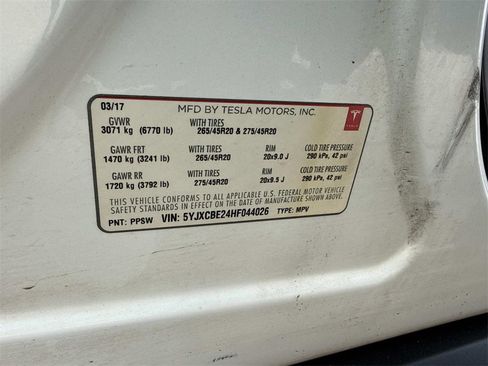 03/17 MFD BY TESLA MOTORS, INC.
GVWR WITH TIRES
3071 kg (6770 lb) 265/45R20 & 275/45R20
GAWR FRT WITH TIRES RIM COLD TIRE PRESSURE
1470 kg (3241 lb) 265/45R20 20x9.0 J 290 kPa, 42 psi
GAWR RR WITH TIRES RIM COLD TIRE PRESSURE
1720 kg (3792 lb) 275/45R20 20x9.5 J 290 kPa, 42 psi
THIS VEHICLE CONFORMS TO ALL APPLICABLE U.S. FEDERAL MOTOR VEHICLE
SAFETY STANDARDS IN EFFECT ON THE DATE OF MANUFACTURE SHOWN ABOVE.
PNT: PPSW VIN: 5YJXCBE24HF044026 TYPE: MPV